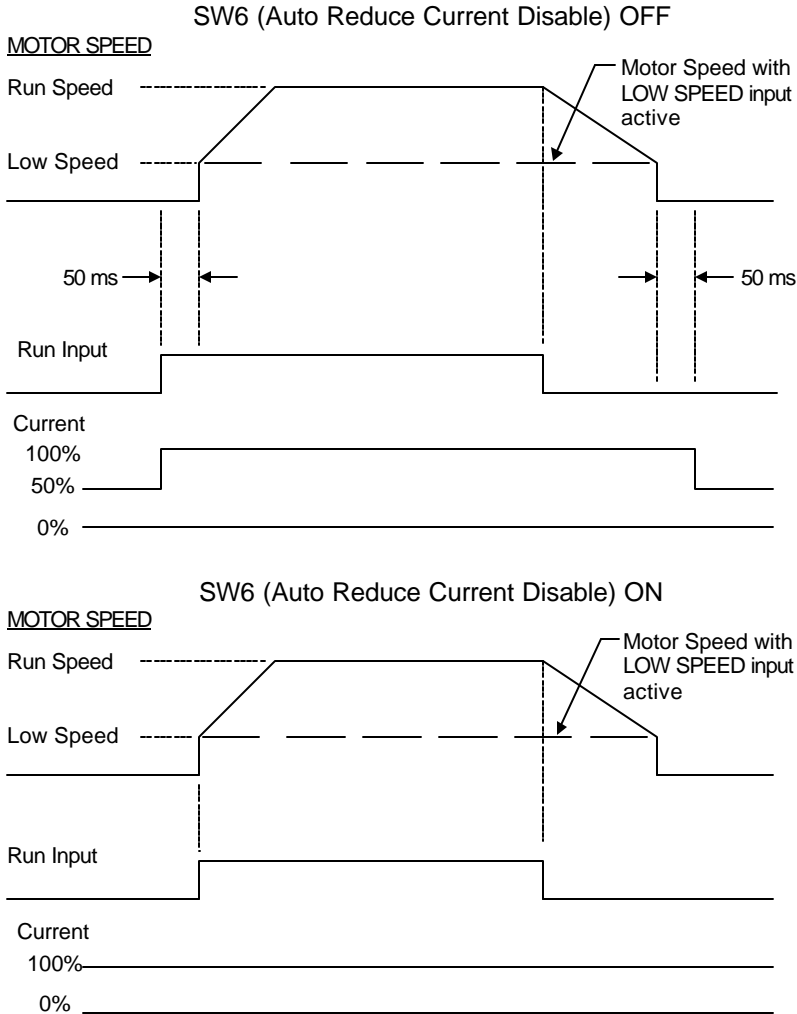 SW6 (Auto Reduce Current Disable) OFF
MOTOR SPEED
Run Speed
Motor Speed with
LOW SPEED input
active
Low Speed
50 ms
50 ms
Run Input
Current
100%
50%
0%
SW6 (Auto Reduce Current Disable) ON
MOTOR SPEED
Run Speed
Motor Speed with
LOW SPEED input
active
Low Speed
Run Input
Current
100%
0%